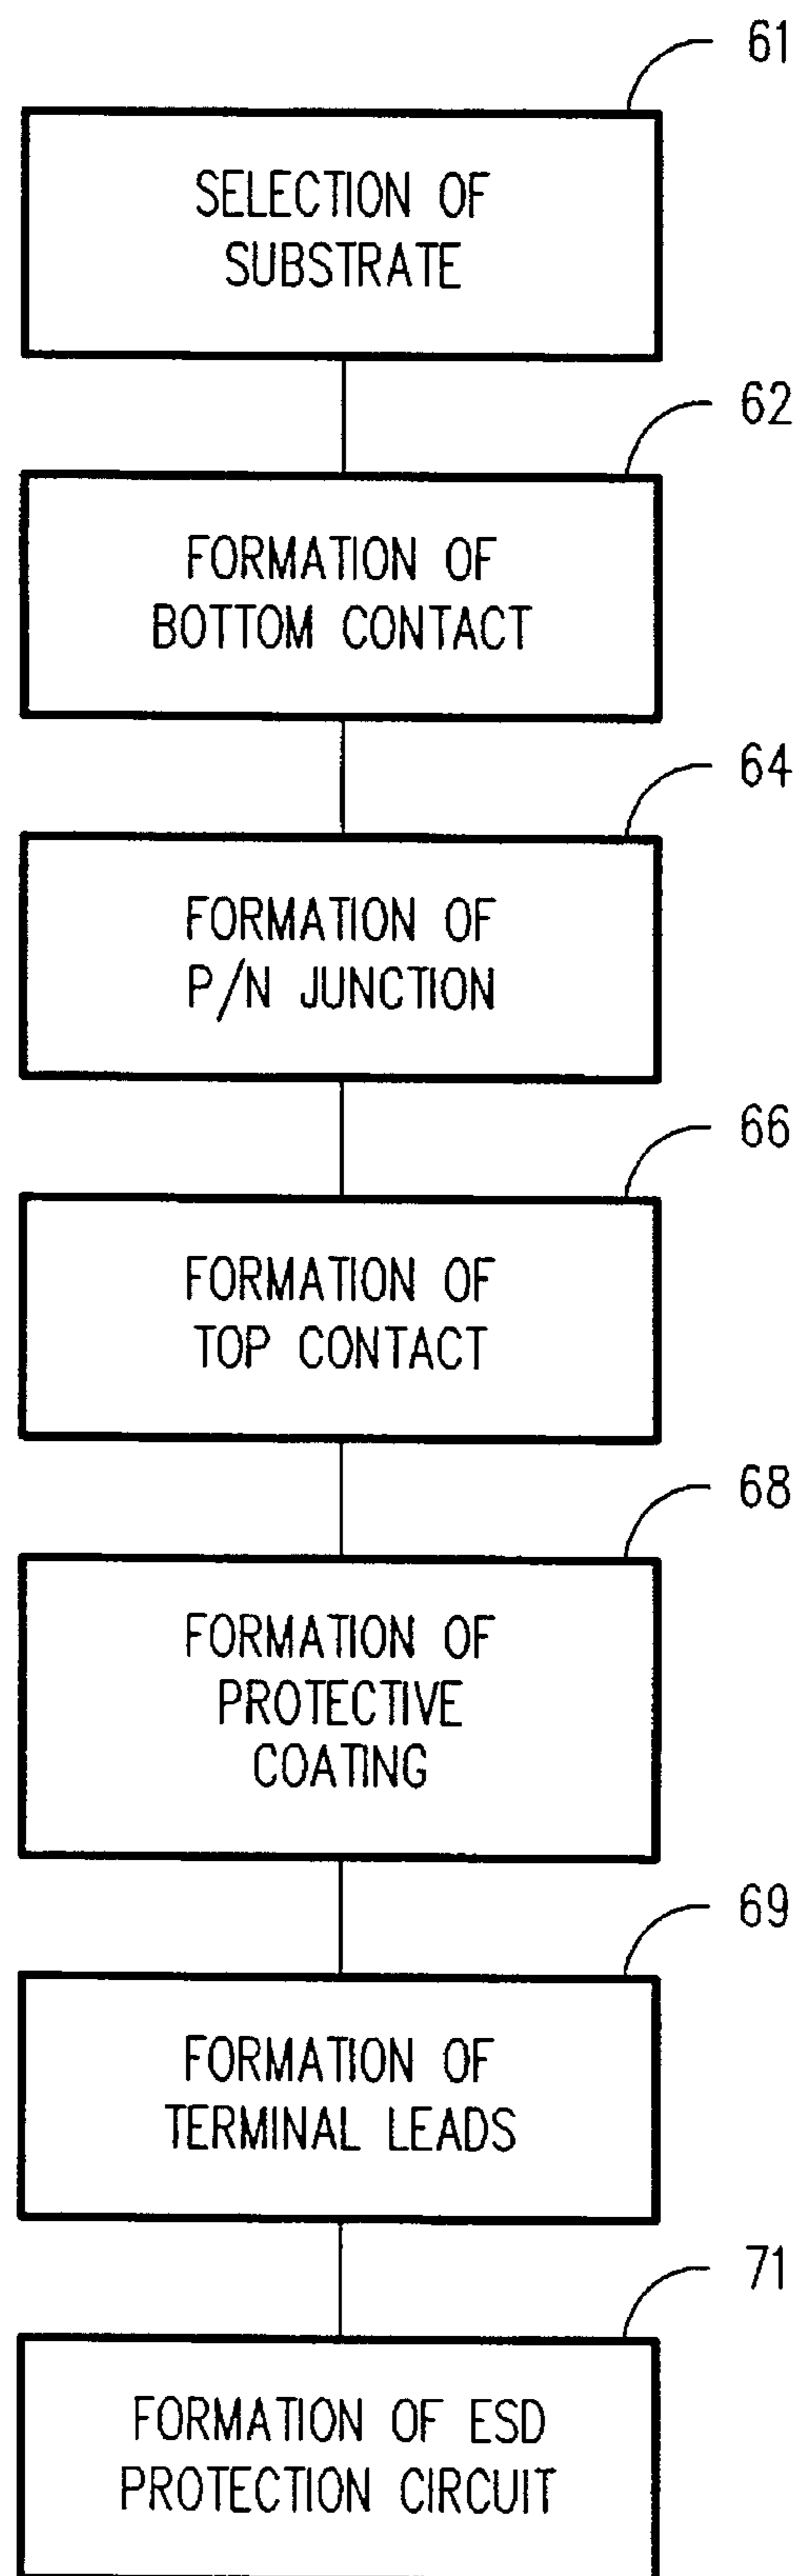 61
SELECTION OF
SUBSTRATE
62
FORMATION OF
BOTTOM CONTACT
64
FORMATION OF
P/N JUNCTION
66
FORMATION OF
TOP CONTACT
68
FORMATION OF
PROTECTIVE
COATING
69
FORMATION OF
TERMINAL LEADS
71
FORMATION OF ESD
PROTECTION CIRCUIT